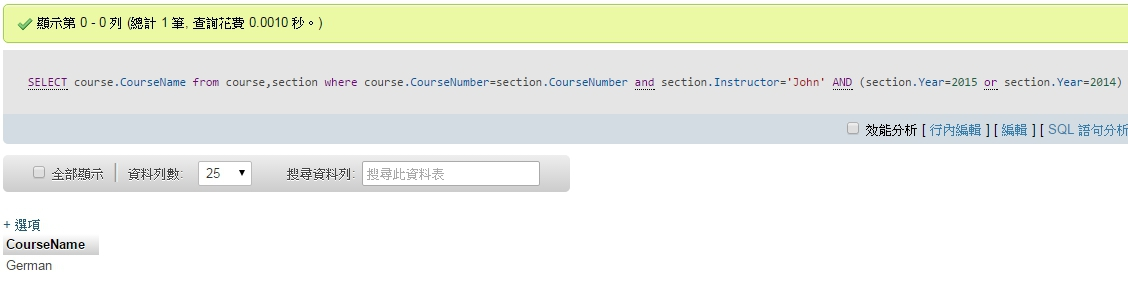 顯示第 0 - 0 列 (總計 1 筆, 查詢花費 0.0010 秒。)
SELECT course.CourseName from course,section where course.CourseNumber=section.CourseNumber and section.Instructor='John' AND (section.Year=2015 or section.Year=2014)
效能分析 [ 行內編輯 ] [ 編輯 ] [ SQL 語句分析
全部顯示 資料列數: 25 搜尋資料列: 搜尋此資料表
+ 選項
CourseName
German